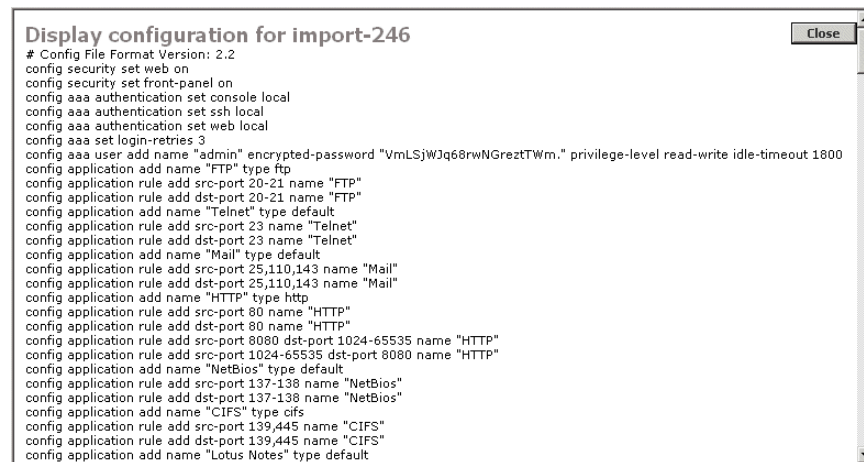 Display configuration for import-246
Close
# Config File Format Version: 2.2
config security set web on
config security set front-panel on
config aaa authentication set console local
config aaa authentication set ssh local
config aaa authentication set web local
config aaa set login-retries 3
config aaa user add name "admin" encrypted-password "VmLSjWJq68rwNGreztTWm." privilege-level read-write idle-timeout 1800
config application add name "FTP" type ftp
config application rule add src-port 20-21 name "FTP"
config application rule add dst-port 20-21 name "FTP"
config application add name "Telnet" type default
config application rule add src-port 23 name "Telnet"
config application rule add dst-port 23 name "Telnet"
config application add name "Mail" type default
config application rule add src-port 25,110,143 name "Mail"
config application rule add dst-port 25,110,143 name "Mail"
config application add name "HTTP" type http
config application rule add src-port 80 name "HTTP"
config application rule add dst-port 80 name "HTTP"
config application rule add src-port 8080 dst-port 1024-65535 name "HTTP"
config application rule add src-port 1024-65535 dst-port 8080 name "HTTP"
config application add name "NetBios" type default
config application rule add src-port 137-138 name "NetBios"
config application rule add dst-port 137-138 name "NetBios"
config application add name "CIFS" type cifs
config application rule add src-port 139,445 name "CIFS"
config application rule add dst-port 139,445 name "CIFS"
config application add name "Lotus Notes" type default